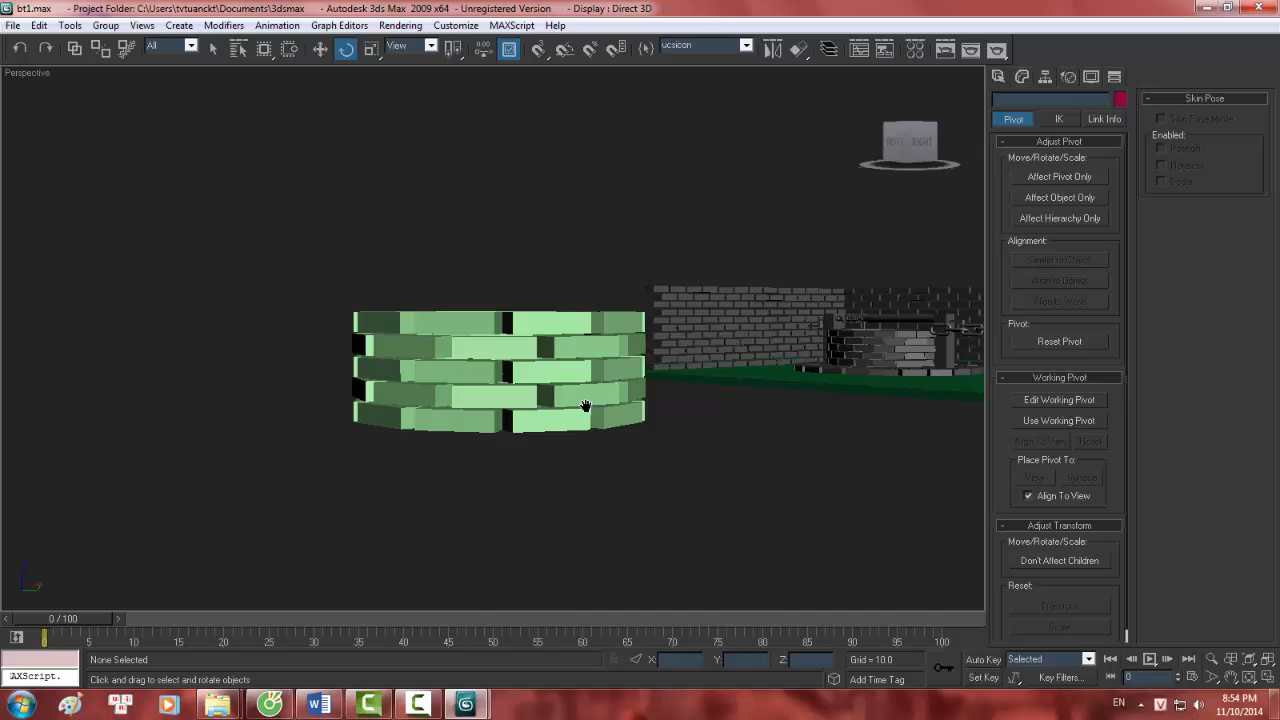 bt1.max - Project Folder: C:\Users\tvtuanckt\Documents\3dsmax - Autodesk 3ds Max 2009 x64 - Unregistered Version - Display : Direct 3D
File Edit Tools Group Views Create Modifiers Animation Graph Editors Rendering Customize MAXScript Help
All View ucsicon
Perspective
RIGHT
Pivot IK Link Info
- Adjust Pivot
Move/Rotate/Scale:
Affect Pivot Only
Affect Object Only
Affect Hierarchy Only
Alignment:
Center to Object
Align to Object
Align to World
Pivot:
Reset Pivot
- Working Pivot
Edit Working Pivot
Use Working Pivot
Align To View Reset
Place Pivot To:
View Surface
Align To View
- Adjust Transform
Move/Rotate/Scale:
Don't Affect Children
Reset:
Transform
Scale
- Skin Pose
Skin Pose Mode
Enabled:
Position
Rotation
Scale
0 / 100
0 5 10 15 20 25 30 35 40 45 50 55 60 65 70 75 80 85 90 95 100
None Selected X: Y: Z: Grid = 10.0 Auto Key Selected
AXScript. Click and drag to select and rotate objects Add Time Tag Set Key Key Filters... 0
EN 8:54 PM
11/10/2014